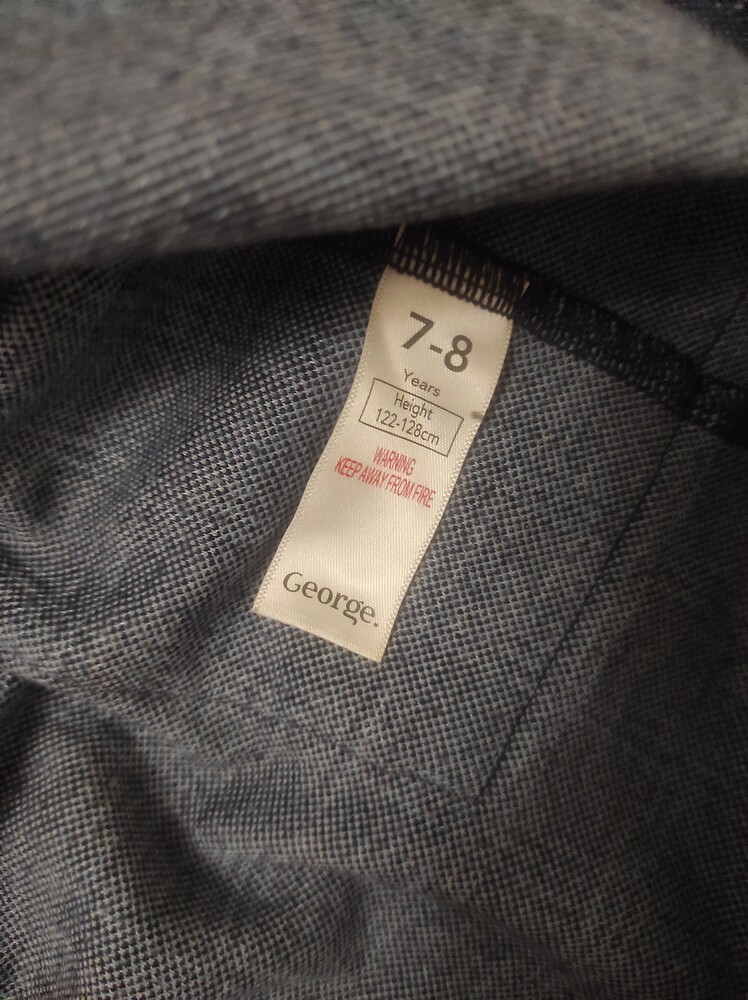 7-8
Years
Height
122-128cm
WARNING
KEEP AWAY FROM FIRE
George.